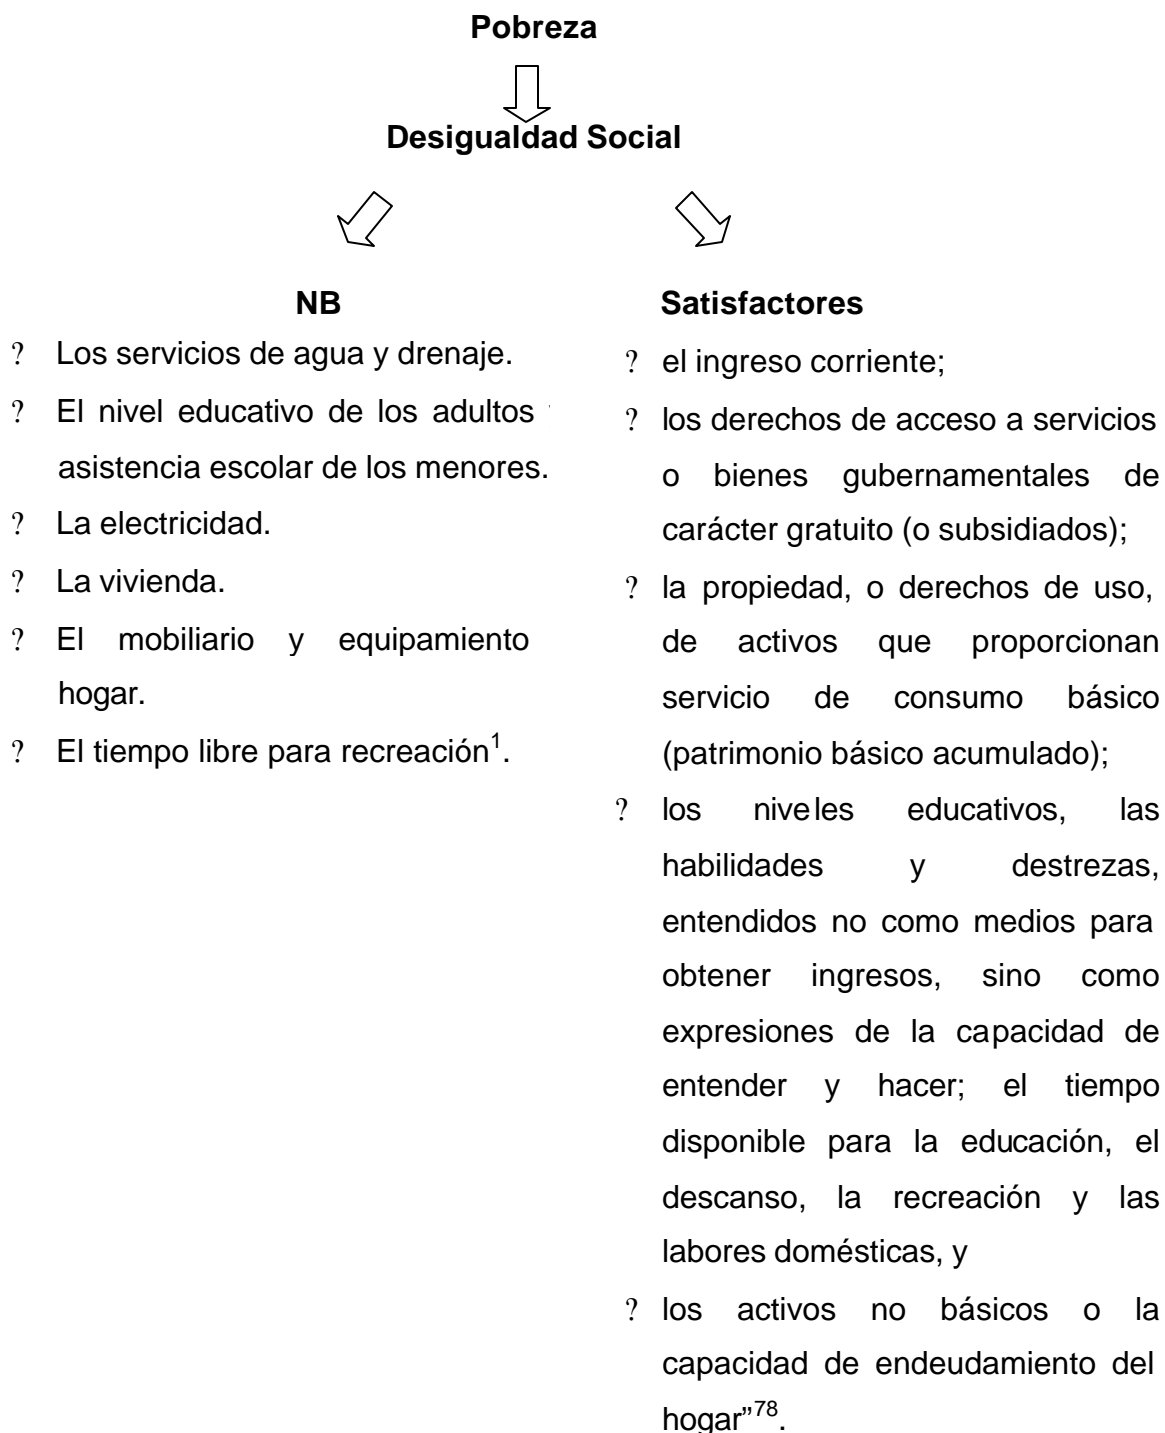 Pobreza
Desigualdad Social
NB
? Los servicios de agua y drenaje.
? El nivel educativo de los adultos
asistencia escolar de los menores.
? La electricidad.
? La vivienda.
? El mobiliario y equipamiento
hogar.
? El tiempo libre para recreación1.
Satisfactores
? el ingreso corriente;
? los derechos de acceso a servicios
o bienes gubernamentales de
carácter gratuito (o subsidiados);
? la propiedad, o derechos de uso,
de activos que proporcionan
servicio de consumo básico
(patrimonio básico acumulado);
? los niveles educativos, las
habilidades y destrezas,
entendidos no como medios para
obtener ingresos, sino como
expresiones de la capacidad de
entender y hacer; el tiempo
disponible para la educación, el
descanso, la recreación y las
labores domésticas, y
? los activos no básicos o la
capacidad de endeudamiento del
hogar”78.